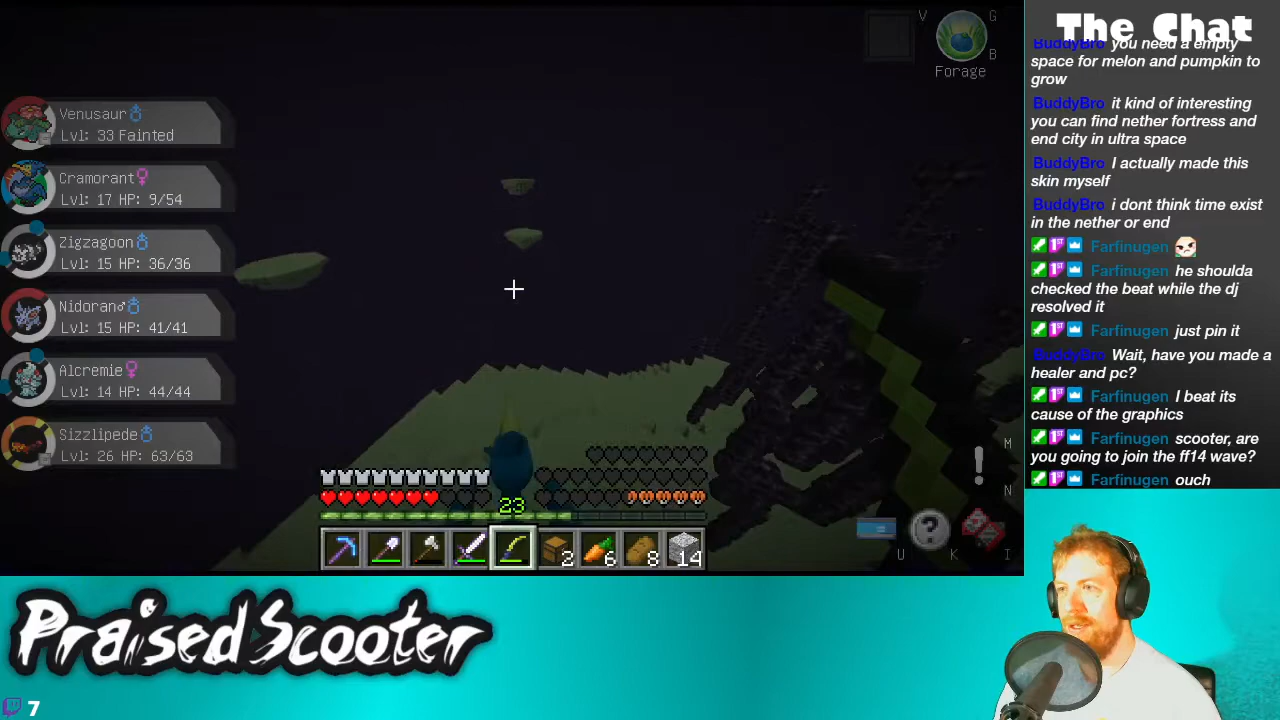 Venusaur♂
Lvl: 33 Fainted
Cramorant♀
Lvl: 17 HP: 9/54
Zigzagoon♂
Lvl: 15 HP: 36/36
Nidoran♂♂
Lvl: 15 HP: 41/41
Alcremie♀
Lvl: 14 HP: 44/44
Sizzlipede♂
Lvl: 26 HP: 63/63
V
G
B
Forage
M
N
U
K
I
23
2
6
8
14
The Chat
BuddyBro you need a empty
space for melon and pumpkin to
grow
BuddyBro it kind of interesting
you can find nether fortress and
end city in ultra space
BuddyBro I actually made this
skin myself
BuddyBro i dont think time exist
in the nether or end
Farfinugen
Farfinugen he shoulda
checked the beat while the dj
resolved it
Farfinugen just pin it
BuddyBro Wait, have you made a
healer and pc?
Farfinugen I beat its
cause of the graphics
Farfinugen scooter, are
you going to join the ff14 wave?
Farfinugen ouch
PraisedScooter
7